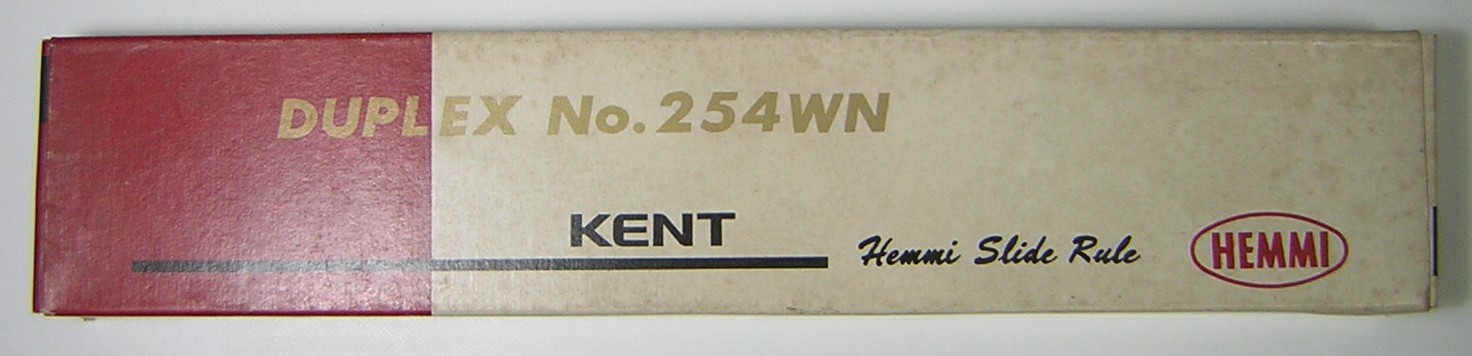 DUPLEX No.254WN
KENT
Hemmi Slide Rule
HEMMI